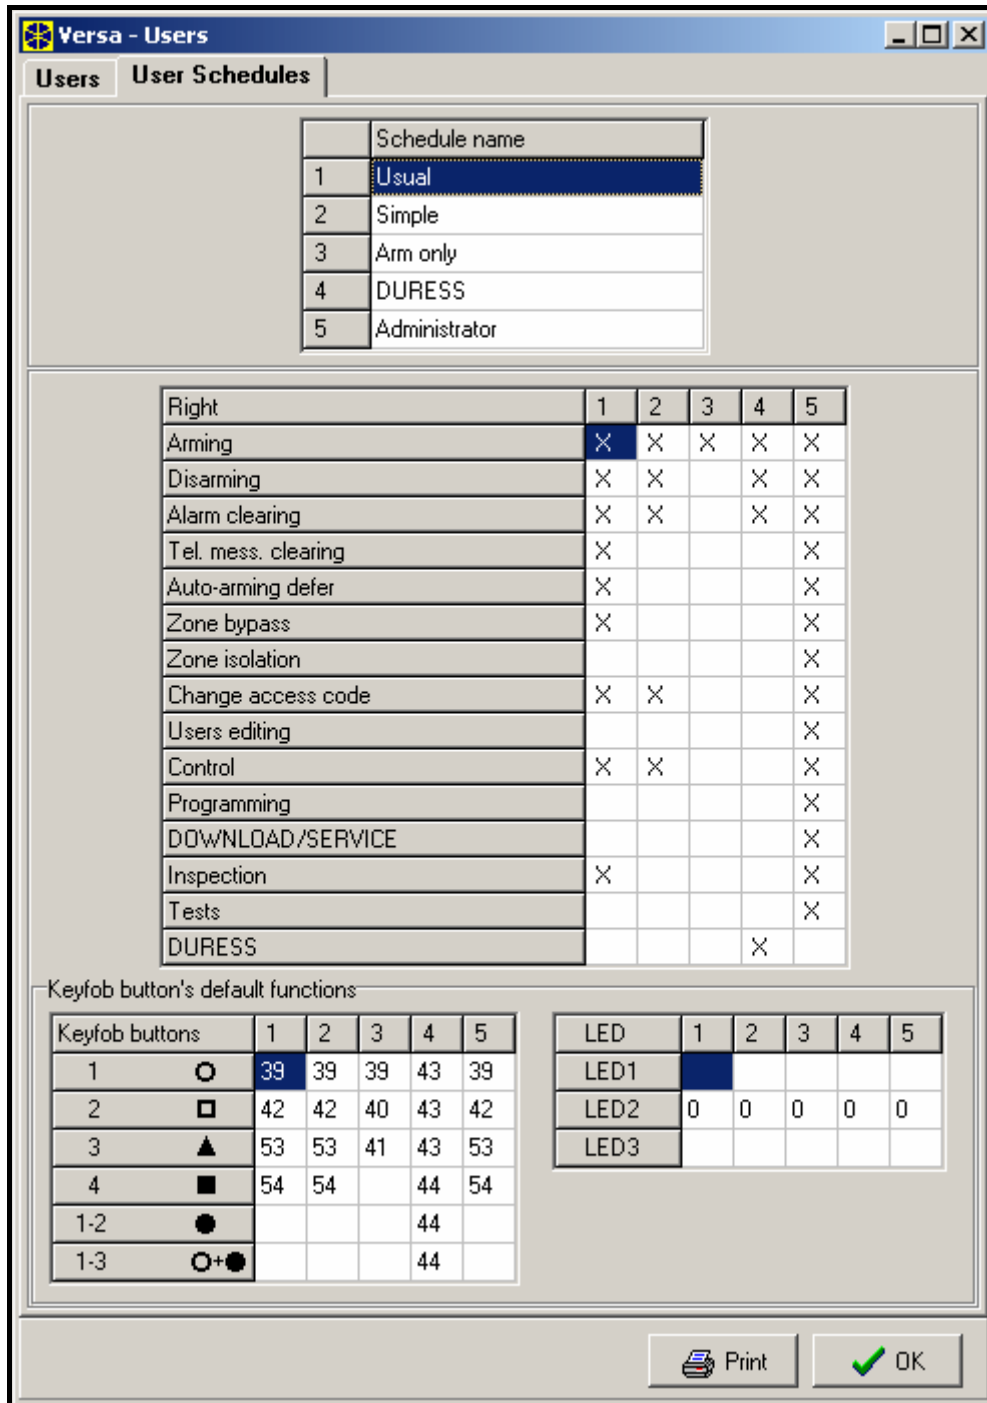 Versa - Users
Users User Schedules
Schedule name
1 Usual
2 Simple
3 Arm only
4 DURESS
5 Administrator
Right 1 2 3 4 5
Arming X X X X X
Disarming X X X X
Alarm clearing X X X X
Tel. mess. clearing X X
Auto-arming defer X X
Zone bypass X X
Zone isolation X
Change access code X X X
Users editing X
Control X X X
Programming X
DOWNLOAD/SERVICE X
Inspection X X
Tests X
DURESS X
Keyfob button's default functions
Keyfob buttons 1 2 3 4 5
1 39 39 39 43 39
2 42 42 40 43 42
3 53 53 41 43 53
4 54 54 44 54
1-2 44
1-3 + 44
LED 1 2 3 4 5
LED1
LED2 0 0 0 0 0
LED3
Print OK